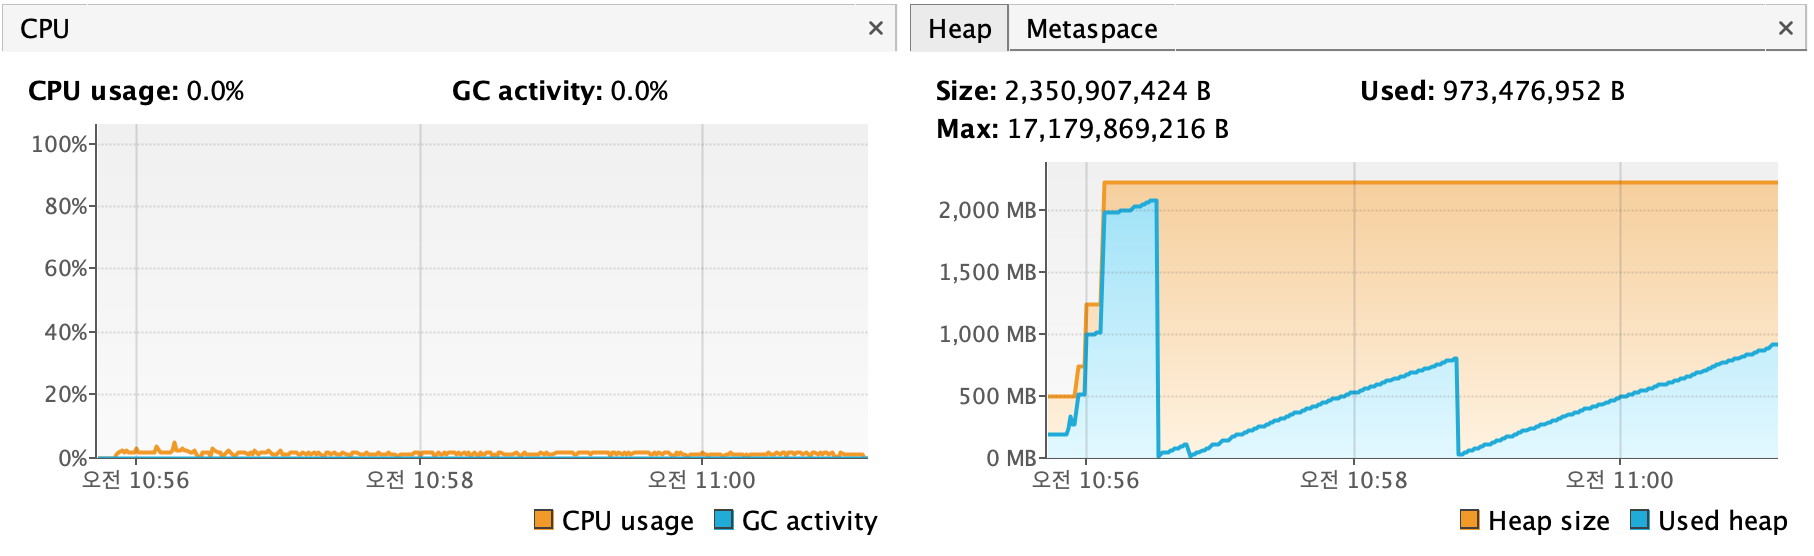 CPU ×
CPU usage: 0.0% GC activity: 0.0%
100%
80%
60%
40%
20%
0%
오전 10:56 오전 10:58 오전 11:00
CPU usage GC activity
Heap Metaspace ×
Size: 2,350,907,424 B Used: 973,476,952 B
Max: 17,179,869,216 B
2,000 MB
1,500 MB
1,000 MB
500 MB
0 MB
오전 10:56 오전 10:58 오전 11:00
Heap size Used heap